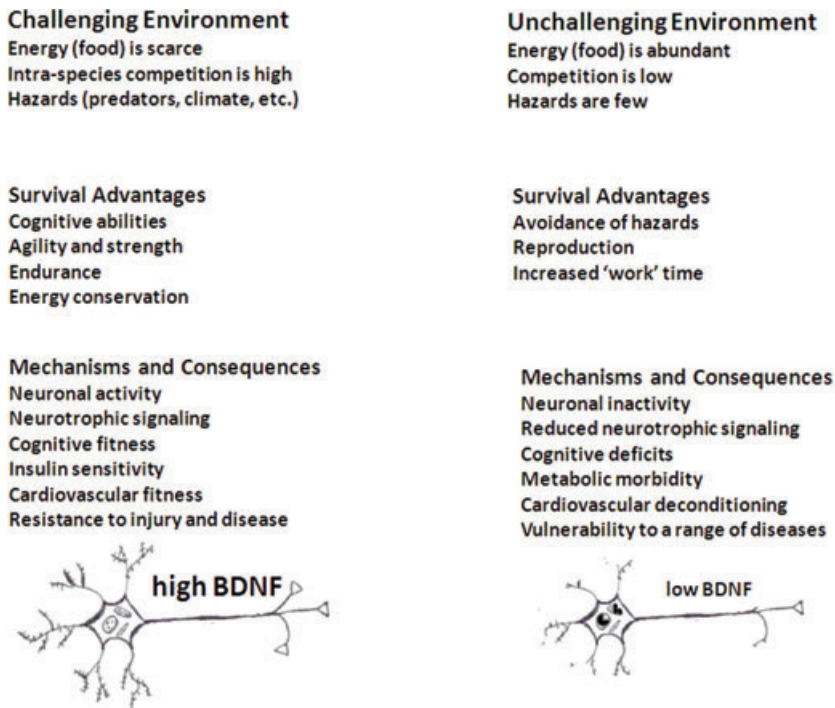 Challenging Environment
Energy (food) is scarce
Intra-species competition is high
Hazards (predators, climate, etc.)
Survival Advantages
Cognitive abilities
Agility and strength
Endurance
Energy conservation
Mechanisms and Consequences
Neuronal activity
Neurotrophic signaling
Cognitive fitness
Insulin sensitivity
Cardiovascular fitness
Resistance to injury and disease
high BDNF
Unchallenging Environment
Energy (food) is abundant
Competition is low
Hazards are few
Survival Advantages
Avoidance of hazards
Reproduction
Increased ‘work’ time
Mechanisms and Consequences
Neuronal inactivity
Reduced neurotrophic signaling
Cognitive deficits
Metabolic morbidity
Cardiovascular deconditioning
Vulnerability to a range of diseases
low BDNF